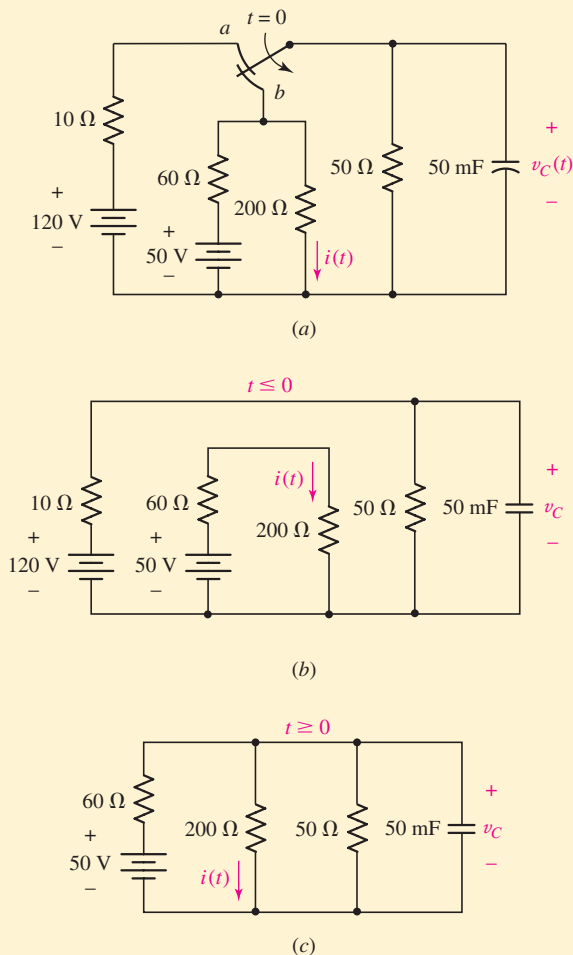 t = 0
a
b
10 Ω
120 V
+
−
60 Ω
50 V
+
−
200 Ω
i(t)
50 Ω
50 mF
+
v_C(t)
−
(a)
t ≤ 0
10 Ω
+
120 V
−
60 Ω
+
50 V
−
i(t)
200 Ω
50 Ω
50 mF
+
v_C
−
(b)
t ≥ 0
60 Ω
+
50 V
−
200 Ω
i(t)
50 Ω
50 mF
+
v_C
−
(c)